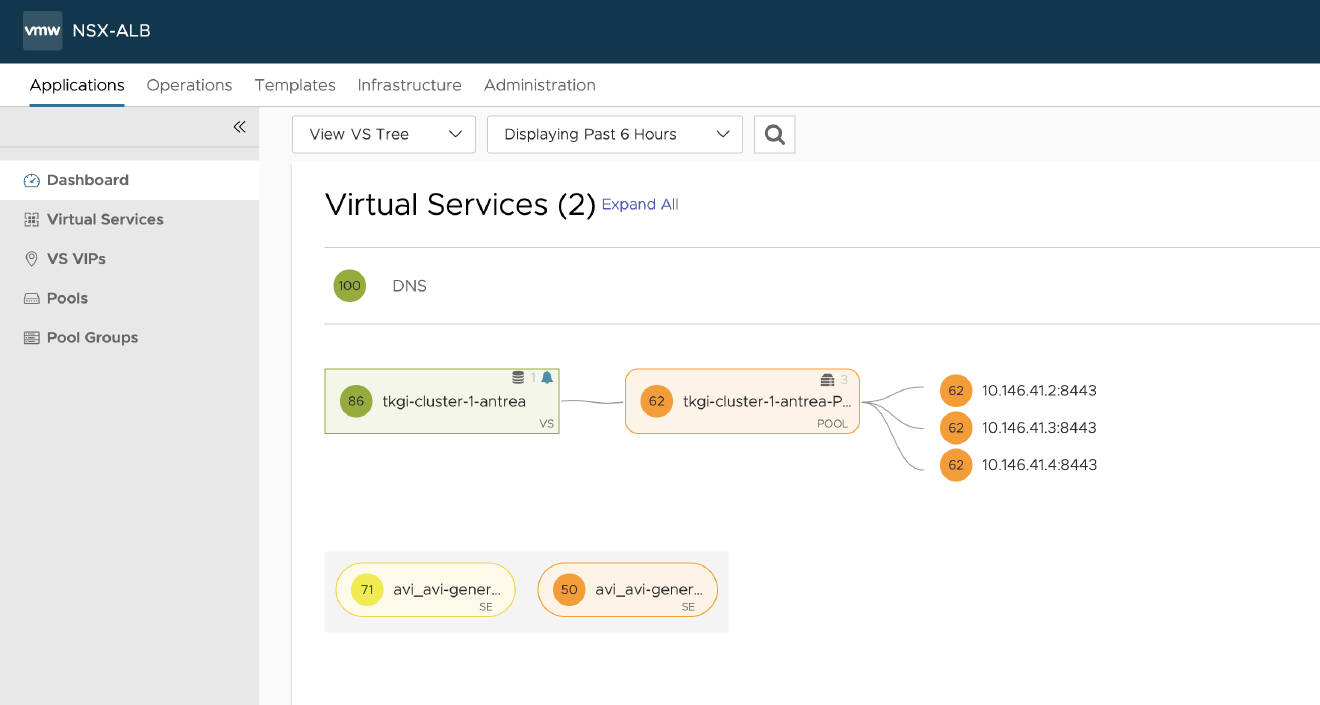 vmw NSX-ALB
Applications Operations Templates Infrastructure Administration
View VS Tree Displaying Past 6 Hours
Dashboard
Virtual Services
VS VIPs
Pools
Pool Groups
Virtual Services (2) Expand All
100 DNS
1 3
86 tkgi-cluster-1-antrea 62 tkgi-cluster-1-antrea-P...
VS POOL
62 10.146.41.2:8443
62 10.146.41.3:8443
62 10.146.41.4:8443
71 avi_avi-gener... 50 avi_avi-gener...
SE SE